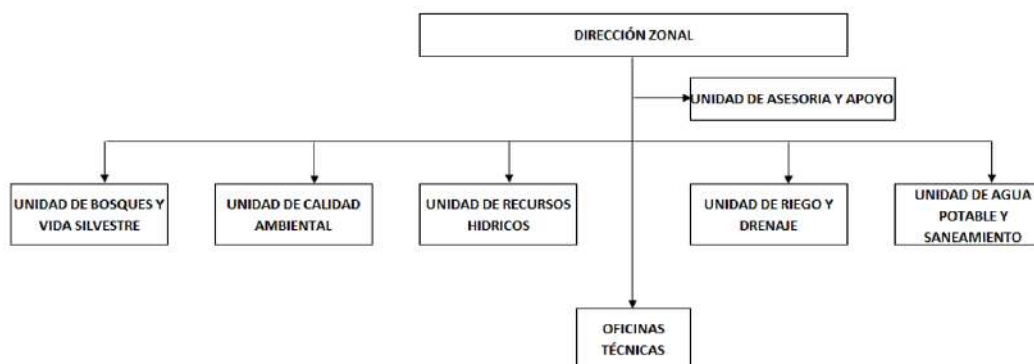 DIRECCIÓN ZONAL
UNIDAD DE ASESORIA Y APOYO
UNIDAD DE BOSQUES Y
VIDA SILVESTRE
UNIDAD DE CALIDAD
AMBIENTAL
UNIDAD DE RECURSOS
HIDRICOS
UNIDAD DE RIEGO Y
DRENAJE
UNIDAD DE AGUA
POTABLE Y
SANEAMIENTO
OFICINAS
TÉCNICAS